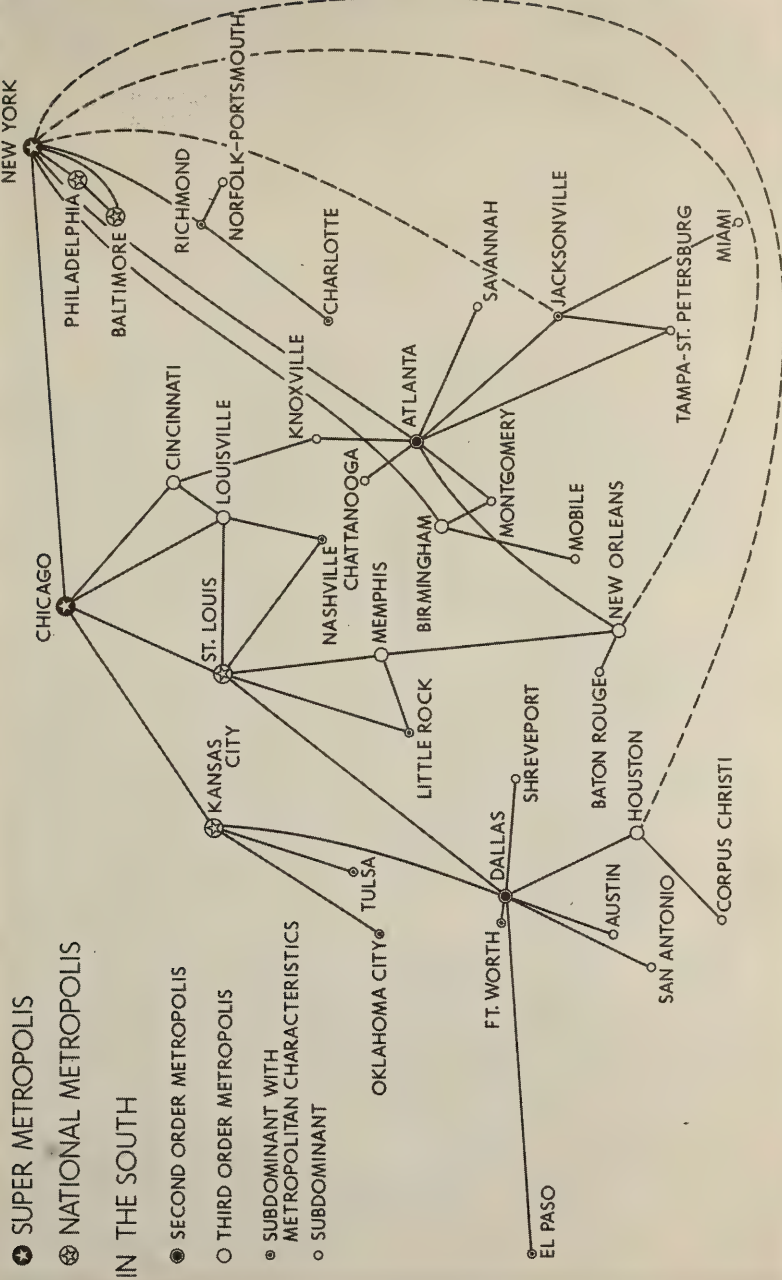 SUPER METROPOLIS
NATIONAL METROPOLIS
IN THE SOUTH
SECOND ORDER METROPOLIS
THIRD ORDER METROPOLIS
SUBDOMINANT WITH
METROPOLITAN CHARACTERISTICS
SUBDOMINANT
NEW YORK
CHICAGO
PHILADELPHIA
BALTIMORE
RICHMOND
NORFOLK-PORTSMOUTH
CHARLOTTE
CINCINNATI
LOUISVILLE
KNOXVILLE
ST. LOUIS
KANSAS
CITY
NASHVILLE
CHATTANOOGA
ATLANTA
SAVANNAH
JACKSONVILLE
MEMPHIS
BIRMINGHAM
MONTGOMERY
MOBILE
TAMPA-ST. PETERSBURG
MIAMI
LITTLE ROCK
NEW ORLEANS
BATON ROUGE
TULSA
OKLAHOMA CITY
SHREVEPORT
DALLAS
FT. WORTH
HOUSTON
AUSTIN
SAN ANTONIO
CORPUS CHRISTI
EL PASO